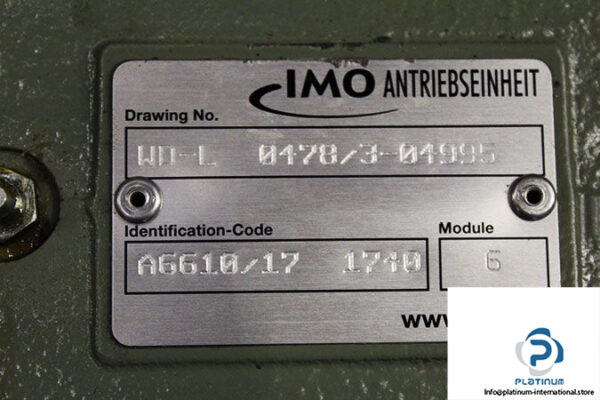 IMO ANTRIEBSEINHEIT
Drawing No.
WD-L 0478/3-04995
Identification-Code
Module
A6610/17 1740
6
www.
PLATINUM
Info@platinum-international.store